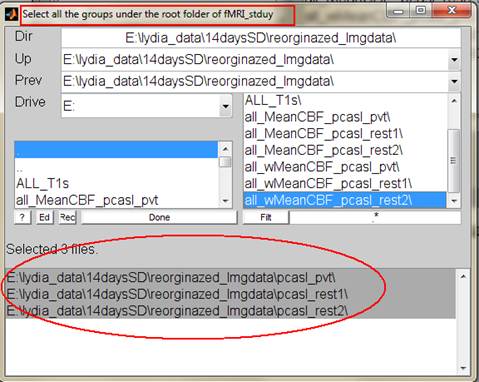 Select all the groups under the root folder of fMRI_stduy
Dir E:\lydia_data\14daysSD\reorginazed_Imgdata\
Up E:\lydia_data\14daysSD\reorginazed_Imgdata\
Prev E:\lydia_data\14daysSD\reorginazed_Imgdata\
Drive E:
.
..
ALL_T1s
all_MeanCBF_pcasl_pvt
ALL_T1s\
all_MeanCBF_pcasl_pvt\
all_MeanCBF_pcasl_rest1\
all_MeanCBF_pcasl_rest2\
all_wMeanCBF_pcasl_pvt\
all_wMeanCBF_pcasl_rest1\
all_wMeanCBF_pcasl_rest2\
? Ed Rec Done Filt .*
Selected 3 files.
E:\lydia_data\14daysSD\reorginazed_Imgdata\pcasl_pvt\
E:\lydia_data\14daysSD\reorginazed_Imgdata\pcasl_rest1\
E:\lydia_data\14daysSD\reorginazed_Imgdata\pcasl_rest2\